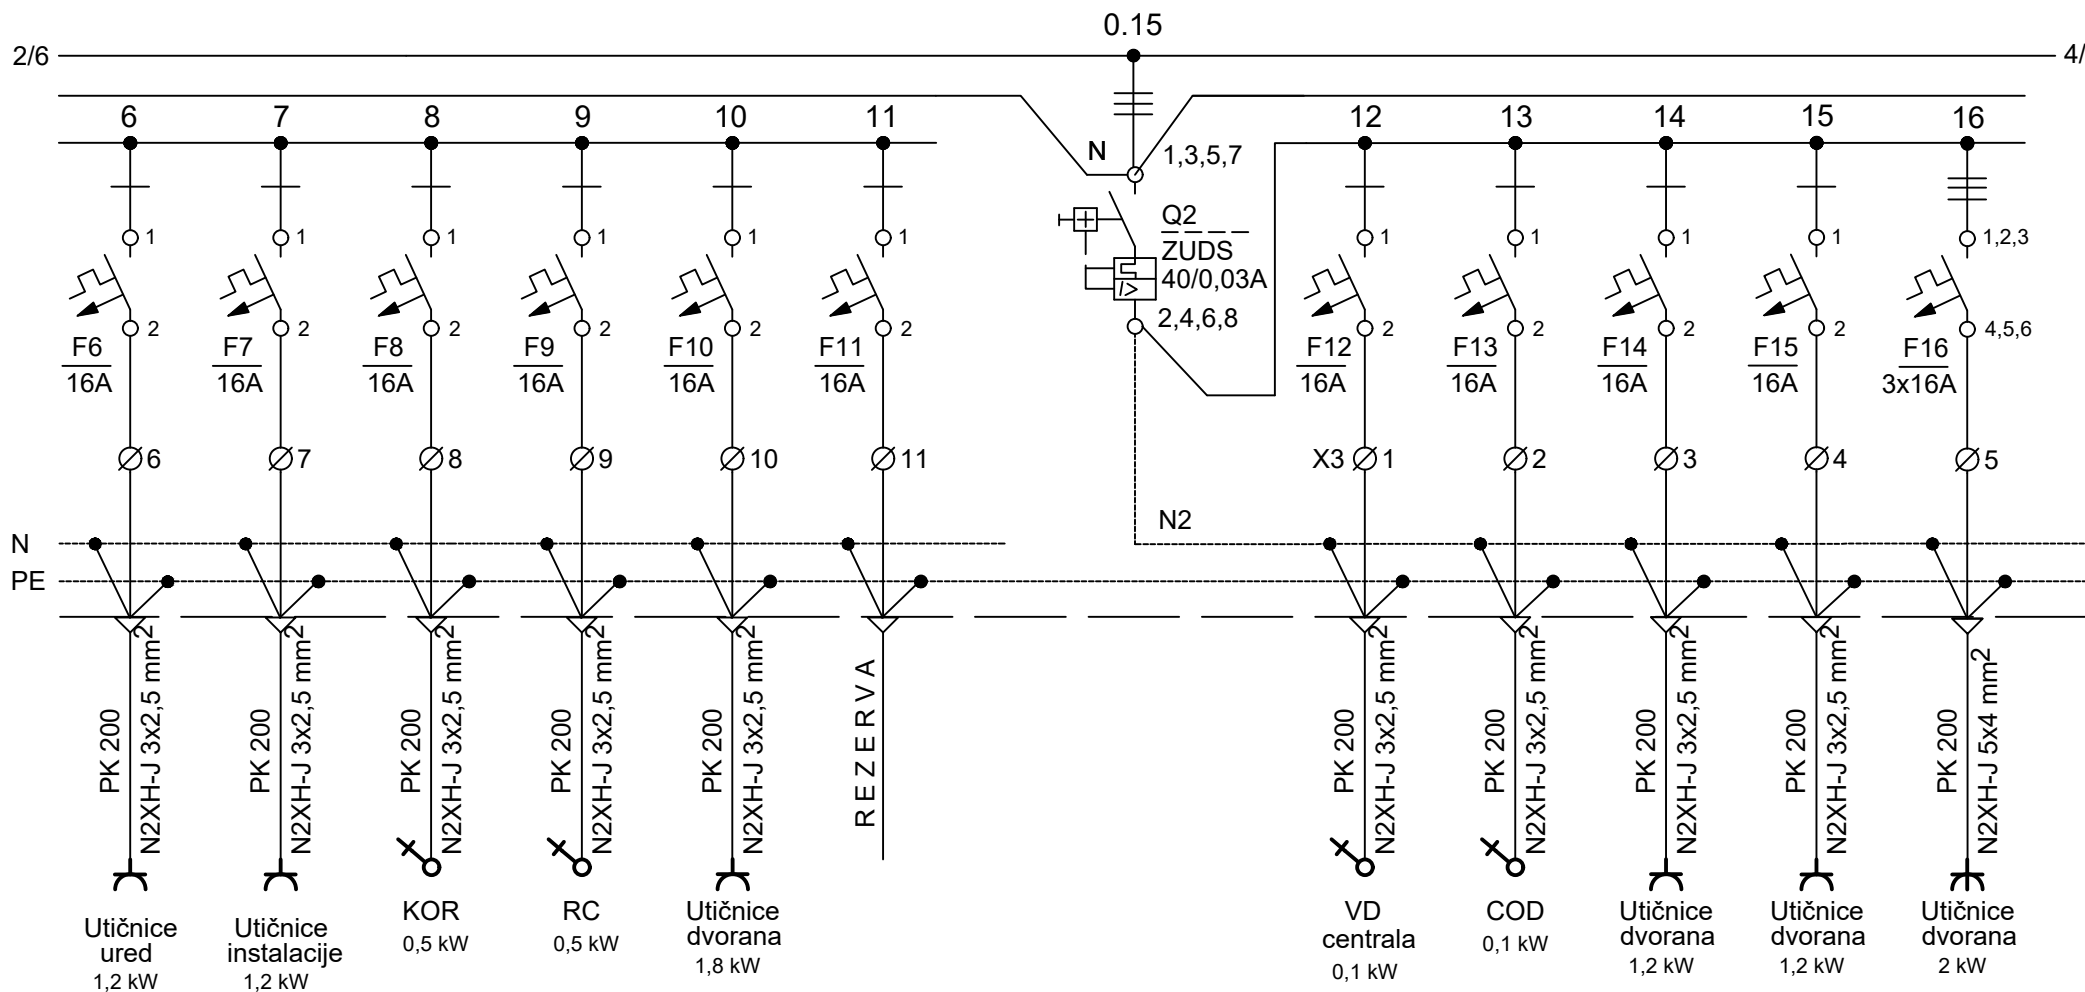 0.15
2/6
4/
6 7 8 9 10 11 12 13 14 15 16
N
1,3,5,7
1 1 1 1 1 1 1 1 1 1 1,2,3
Q2
ZUDS
40/0,03A
2,4,6,8
2 2 2 2 2 2 2 2 2 2 4,5,6
F6 F7 F8 F9 F10 F11 F12 F13 F14 F15 F16
16A 16A 16A 16A 16A 16A 16A 16A 16A 16A 3x16A
6 7 8 9 10 11 X3 1 2 3 4 5
N2
N
PE
PK 200
N2XH-J 3x2,5 mm2
PK 200
N2XH-J 3x2,5 mm2
PK 200
N2XH-J 3x2,5 mm2
PK 200
N2XH-J 3x2,5 mm2
PK 200
N2XH-J 3x2,5 mm2
R E Z E R V A
PK 200
N2XH-J 3x2,5 mm2
PK 200
N2XH-J 3x2,5 mm2
PK 200
N2XH-J 3x2,5 mm2
PK 200
N2XH-J 3x2,5 mm2
PK 200
N2XH-J 5x4 mm2
Utičnice
ured
1,2 kW
Utičnice
instalacije
1,2 kW
KOR
0,5 kW
RC
0,5 kW
Utičnice
dvorana
1,8 kW
VD
centrala
0,1 kW
COD
0,1 kW
Utičnice
dvorana
1,2 kW
Utičnice
dvorana
1,2 kW
Utičnice
dvorana
2 kW